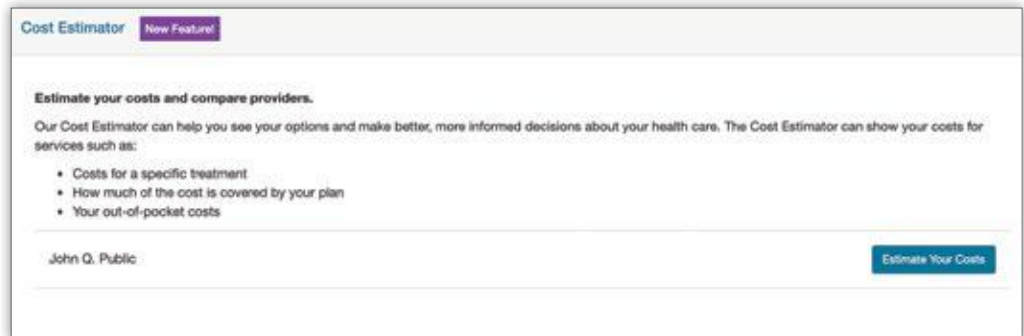 Cost Estimator New Feature!
Estimate your costs and compare providers.
Our Cost Estimator can help you see your options and make better, more informed decisions about your health care. The Cost Estimator can show your costs for
services such as:
• Costs for a specific treatment
• How much of the cost is covered by your plan
• Your out-of-pocket costs
John Q. Public Estimate Your Costs